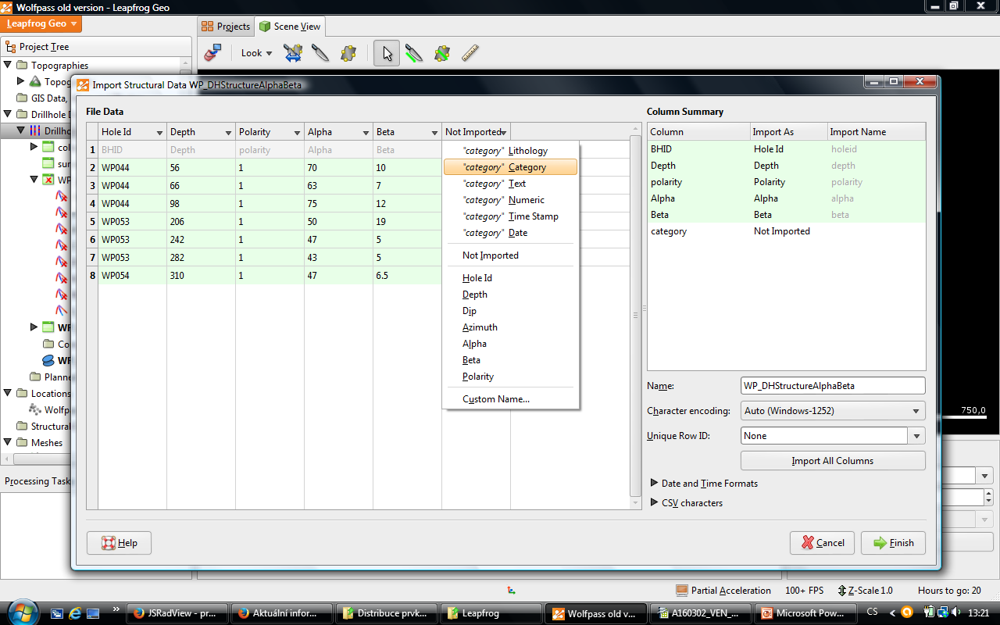 Wolfpass old version - Leapfrog Geo
Leapfrog Geo
Projects
Scene View
Project Tree
Look
Topographies
Topog
GIS Data,
Drillhole D
Drillho
col
sur
WP
WP
Co
WP
Planne
Locations
Wolfp
Structural
Meshes
Processing Task
Import Structural Data WP_DHStructureAlphaBeta
File Data
Hole Id Depth Polarity Alpha Beta Not Imported
1 BHID Depth polarity Alpha Beta
2 WP044 56 1 70 10
3 WP044 66 1 63 7
4 WP044 98 1 75 12
5 WP053 206 1 50 19
6 WP053 242 1 47 5
7 WP053 282 1 43 5
8 WP054 310 1 47 6.5
"category" Lithology
"category" Category
"category" Text
"category" Numeric
"category" Time Stamp
"category" Date
Not Imported
Hole Id
Depth
Dip
Azimuth
Alpha
Beta
Polarity
Custom Name...
Column Summary
Column Import As Import Name
BHID Hole Id holeid
Depth Depth depth
polarity Polarity polarity
Alpha Alpha alpha
Beta Beta beta
category Not Imported
Name: WP_DHStructureAlphaBeta
Character encoding: Auto (Windows-1252)
Unique Row ID: None
Import All Columns
Date and Time Formats
CSV characters
Help
Cancel
Finish
750,0
Partial Acceleration 100+ FPS Z-Scale 1.0 Hours to go: 20
JSRadView - pr...
Aktuální infor...
Distribuce prvk...
Leapfrog
Wolfpass old v...
A160302_VEN_...
Microsoft Pow...
CS
13:21